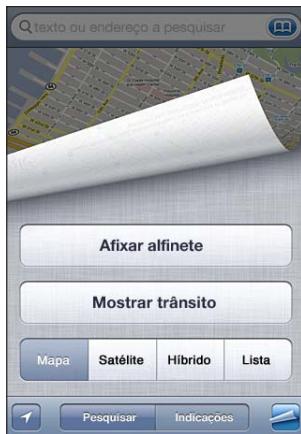 texto ou endereço a pesquisar
Afixar alfinete
Mostrar trânsito
Mapa Satélite Híbrido Lista
Pesquisar Indicações